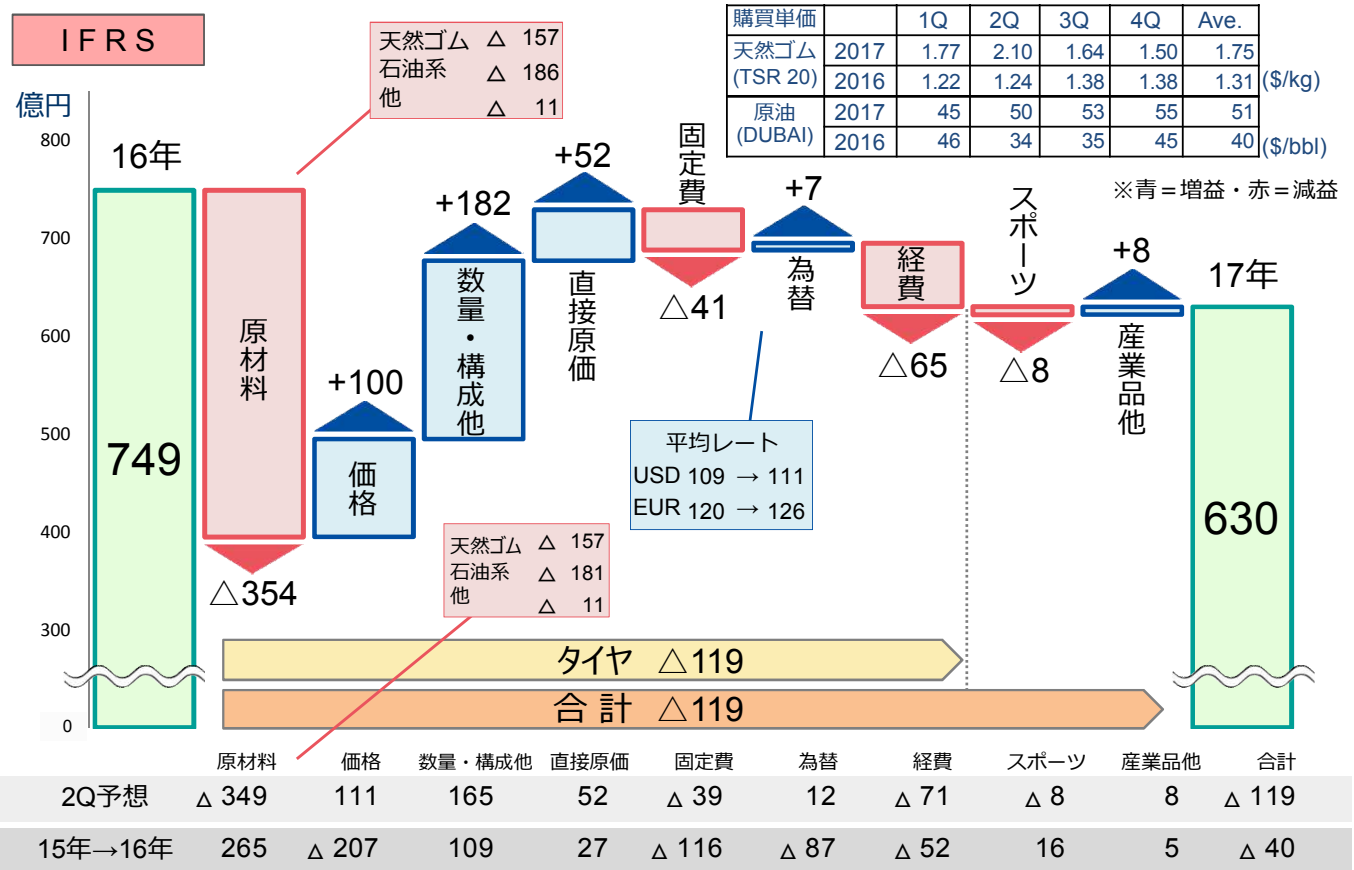 IFRS
天然ゴム △ 157
石油系 △ 186
他 △ 11
購買単価 1Q 2Q 3Q 4Q Ave.
天然ゴム 2017 1.77 2.10 1.64 1.50 1.75
(TSR 20) 2016 1.22 1.24 1.38 1.38 1.31 ($/kg)
原油 2017 45 50 53 55 51
(DUBAI) 2016 46 34 35 45 40 ($/bbl)
※青＝増益・赤＝減益
億円
800
700
600
500
400
300
0
16年
749
原材料
△354
+100
価格
+182
数量・構成他
+52
直接原価
固定費
△41
+7
為替
経費
△65
スポーツ
△8
+8
産業品他
17年
630
平均レート
USD 109 → 111
EUR 120 → 126
天然ゴム △ 157
石油系 △ 181
他 △ 11
タイヤ △119
合計 △119
原材料 価格 数量・構成他 直接原価 固定費 為替 経費 スポーツ 産業品他 合計
2Q予想 △ 349 111 165 52 △ 39 12 △ 71 △ 8 8 △ 119
15年→16年 265 △ 207 109 27 △ 116 △ 87 △ 52 16 5 △ 40